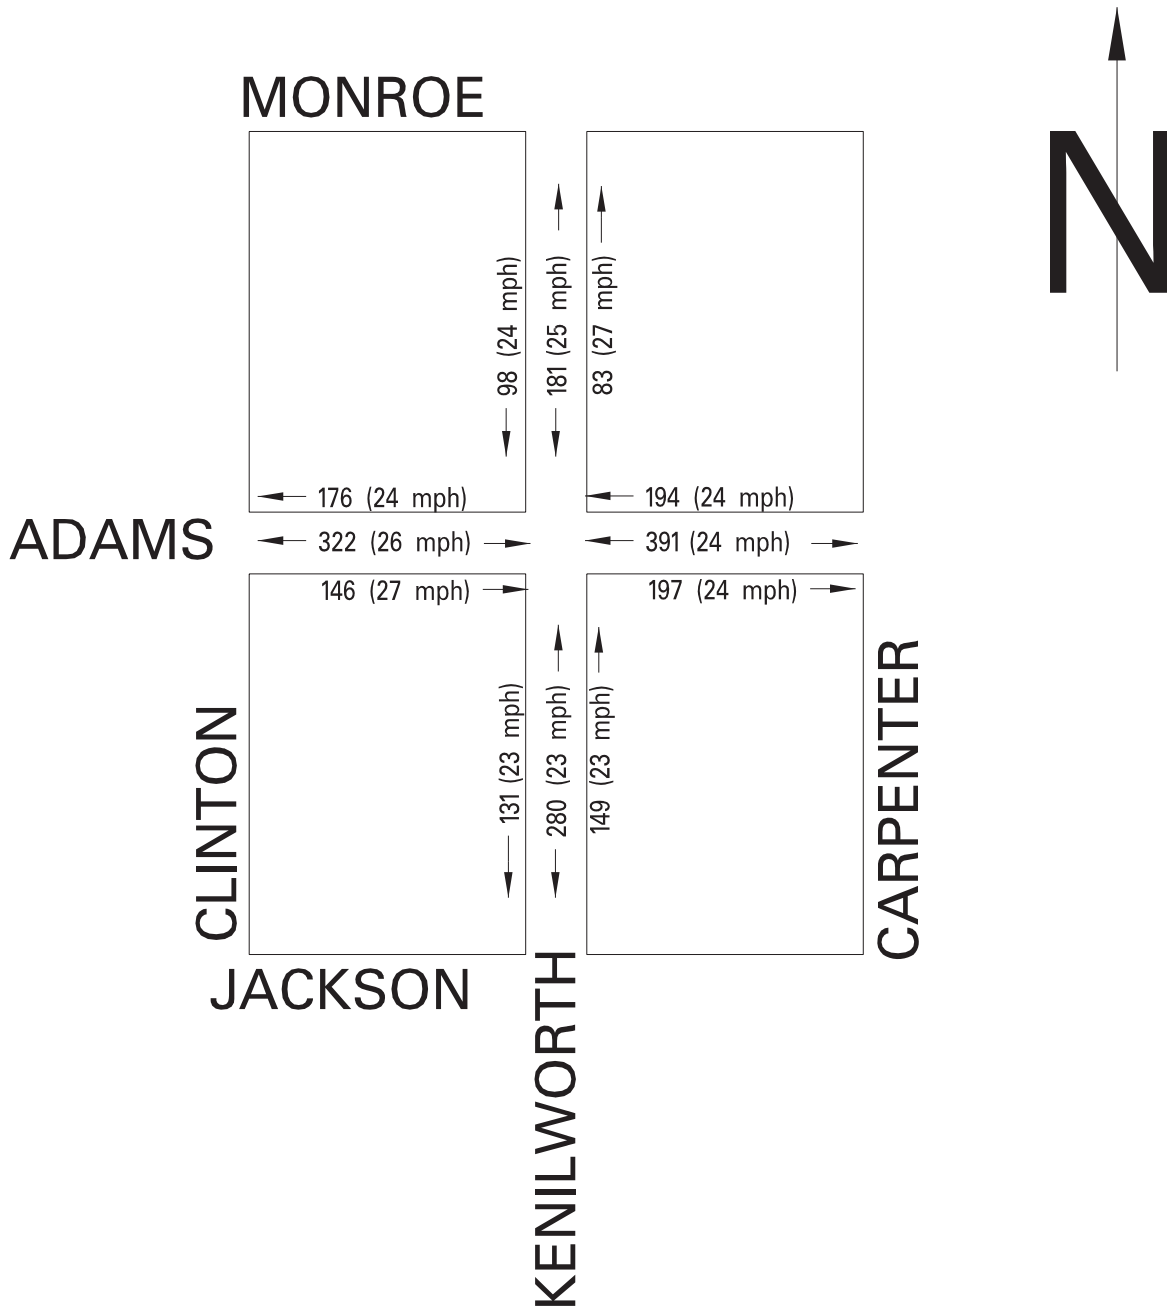 N
MONROE
98 (24 mph)
181 (25 mph)
83 (27 mph)
176 (24 mph)
194 (24 mph)
ADAMS
322 (26 mph)
391 (24 mph)
146 (27 mph)
197 (24 mph)
CLINTON
131 (23 mph)
280 (23 mph)
149 (23 mph)
CARPENTER
JACKSON
KENILWORTH